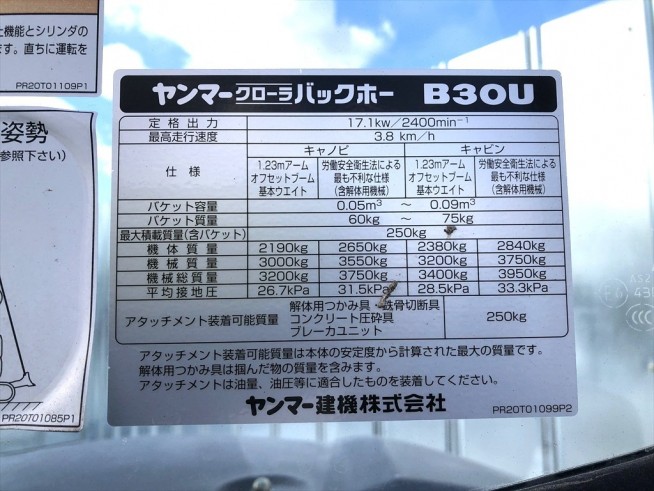 機能とシリンダの
す。直ちに運転を
PR20T01109P1
姿勢
参照下さい)
PR20T01085P1
ヤンマークローラバックホー B30U
定格出力 17.1kw/2400min⁻¹
最高走行速度 3.8 km/h
仕様 キャノピ キャビン
1.23mアーム 労働安全衛生法による 1.23mアーム 労働安全衛生法による
オフセットブーム 最も不利な仕様 オフセットブーム 最も不利な仕様
基本ウエイト (含解体用機械) 基本ウエイト (含解体用機械)
バケット容量 0.05m³ ～ 0.09m³
バケット質量 60kg ～ 75kg
最大積載質量(含バケット) 250kg
機体質量 2190kg 2650kg 2380kg 2840kg
機械質量 3000kg 3550kg 3200kg 3750kg
機械総質量 3200kg 3750kg 3400kg 3950kg
平均接地圧 26.7kPa 31.5kPa 28.5kPa 33.3kPa
アタッチメント装着可能質量 解体用つかみ具・鉄骨切断具 250kg
コンクリート圧砕具
ブレーカユニット
アタッチメント装着可能質量は本体の安定度から計算された最大の質量です。
解体用つかみ具は掴んだ物の質量を含みます。
アタッチメントは油量、油圧等に適合したものを装着してください。
ヤンマー建機株式会社 PR20T01099P2